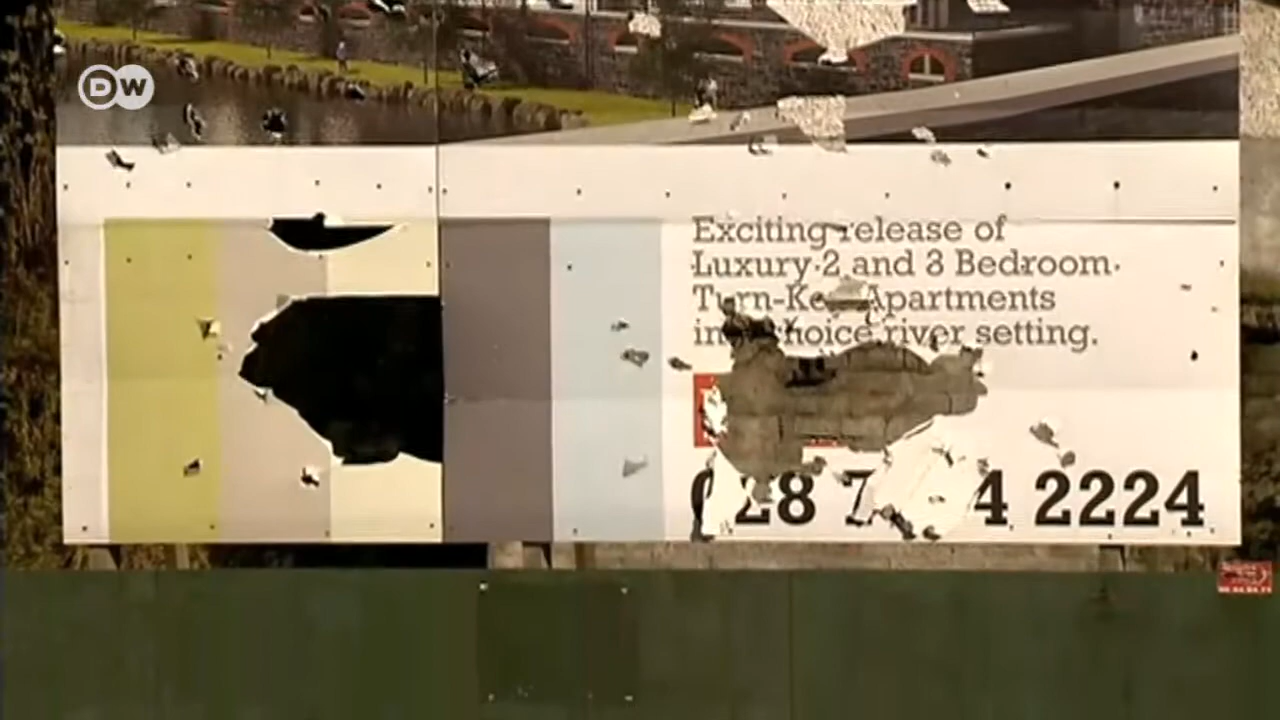 DW
Exciting release of
Luxury 2 and 3 Bedroom
Turn-Key Apartments
in choice river setting.
28 7 4 2224